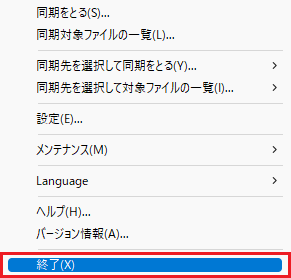 同期をとる(S)...
同期対象ファイルの一覧(L)...
同期先を選択して同期をとる(Y)...
同期先を選択して対象ファイルの一覧(I)...
設定(E)...
メンテナンス(M)
Language
ヘルプ(H)...
バージョン情報(A)...
終了(X)